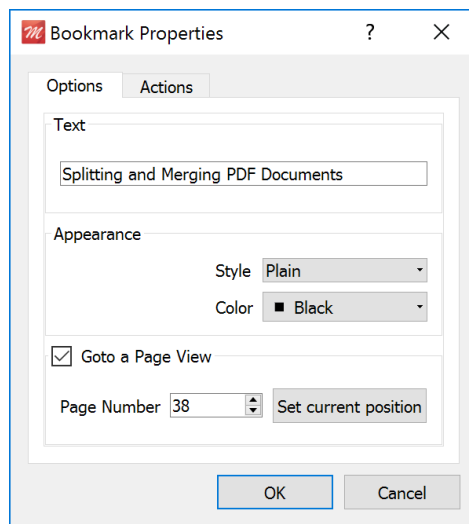 Bookmark Properties ?
Options Actions
Text
Splitting and Merging PDF Documents
Appearance
Style Plain
Color Black
Goto a Page View
Page Number 38 Set current position
OK Cancel